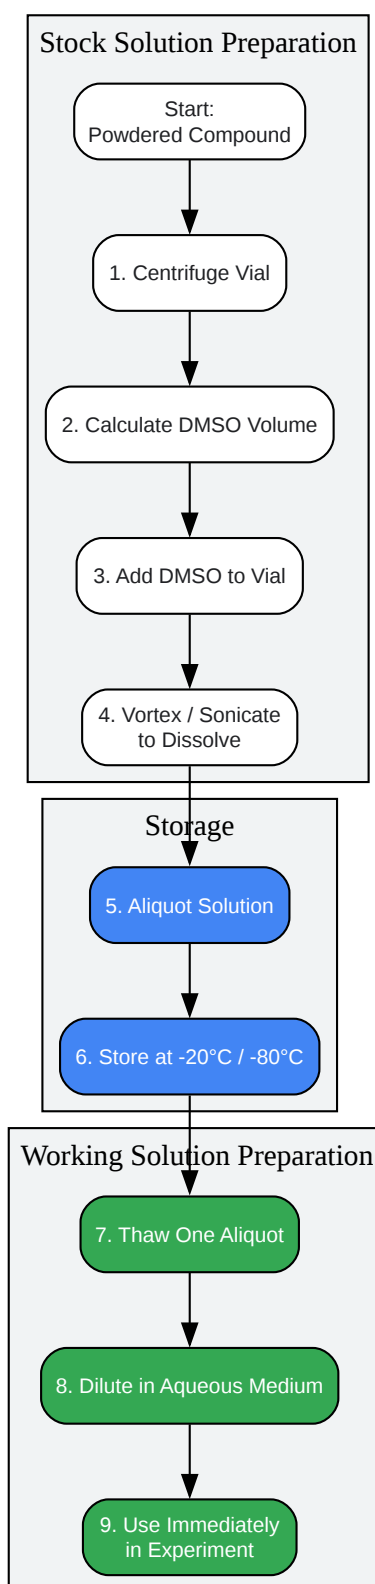 Stock Solution Preparation
Start:
Powdered Compound
1. Centrifuge Vial
2. Calculate DMSO Volume
3. Add DMSO to Vial
4. Vortex / Sonicate
to Dissolve
Storage
5. Aliquot Solution
6. Store at -20°C / -80°C
Working Solution Preparation
7. Thaw One Aliquot
8. Dilute in Aqueous Medium
9. Use Immediately
in Experiment